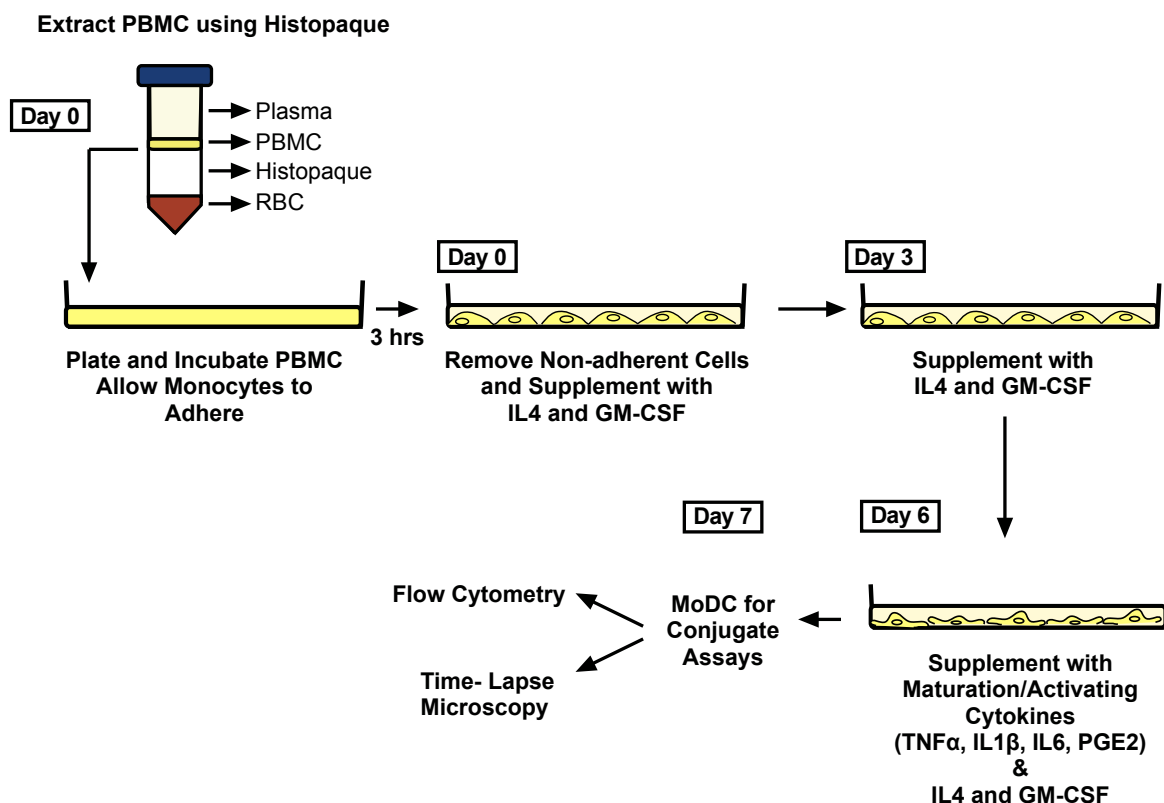 Extract PBMC using Histopaque
Day 0
Plasma
PBMC
Histopaque
RBC
Plate and Incubate PBMC
Allow Monocytes to
Adhere
3 hrs
Day 0
Remove Non-adherent Cells
and Supplement with
IL4 and GM-CSF
Day 3
Supplement with
IL4 and GM-CSF
Day 6
Supplement with
Maturation/Activating
Cytokines
(TNFα, IL1β, IL6, PGE2)
&
IL4 and GM-CSF
Day 7
MoDC for
Conjugate
Assays
Flow Cytometry
Time- Lapse
Microscopy